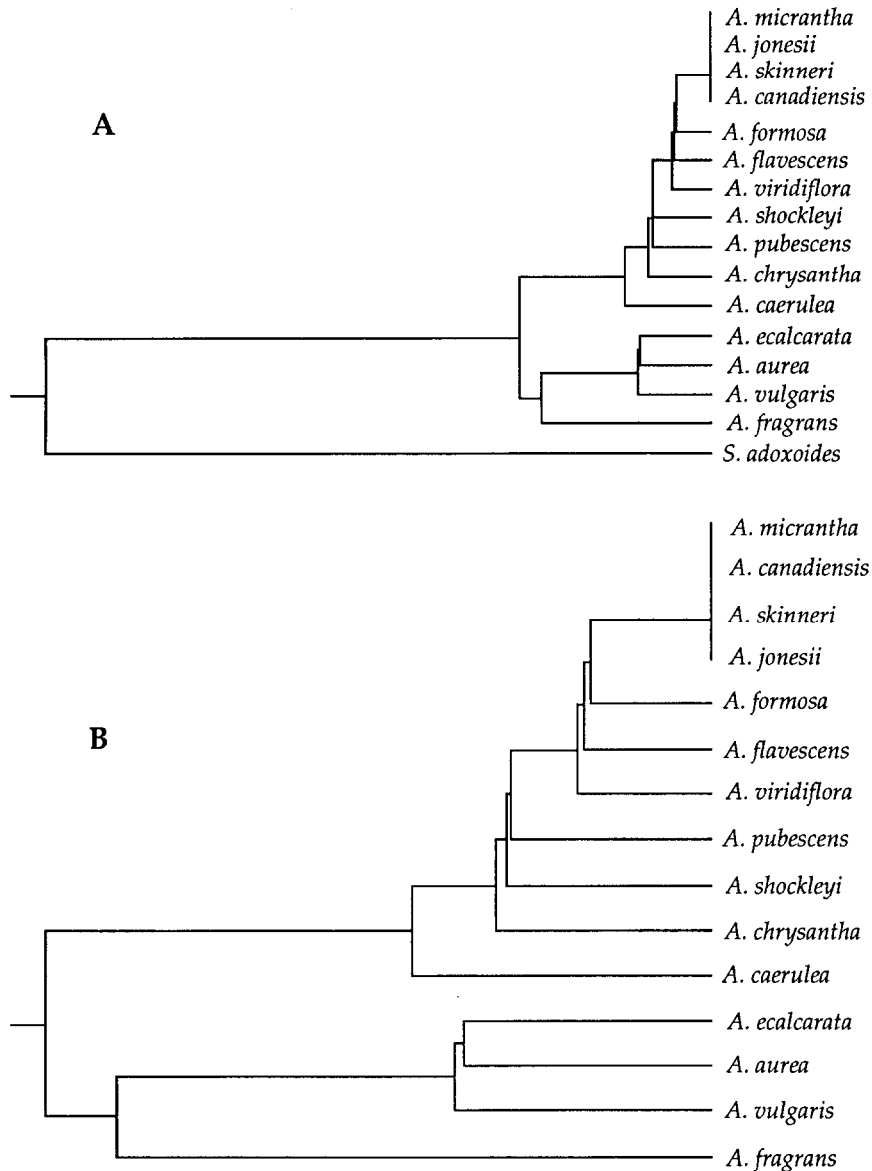 A. micrantha
A. jonesii
A. skinneri
A. canadiensis
A
A. formosa
A. flavescens
A. viridiflora
A. shockleyi
A. pubescens
A. chrysantha
A. caerulea
A. ecalcarata
A. aurea
A. vulgaris
A. fragrans
S. adoxoides
A. micrantha
A. canadiensis
A. skinneri
A. jonesii
A. formosa
B
A. flavescens
A. viridiflora
A. pubescens
A. shockleyi
A. chrysantha
A. caerulea
A. ecalcarata
A. aurea
A. vulgaris
A. fragrans